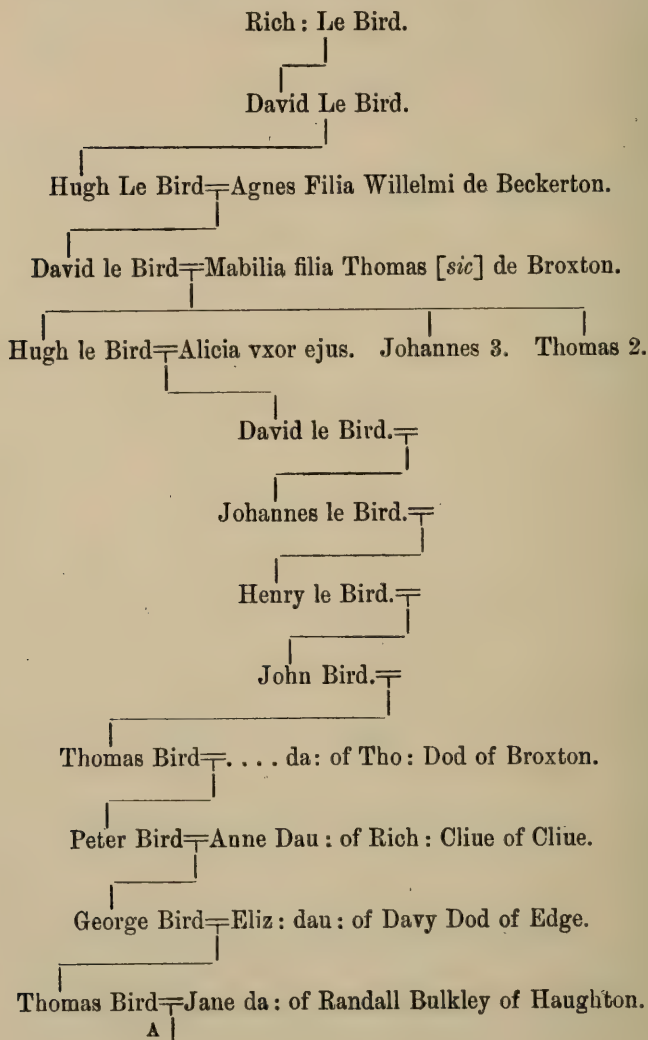 Rich : Le Bird.
David Le Bird.
Hugh Le Bird=Agnes Filia Willelmi de Beckerton.
David le Bird=Mabilia filia Thomas [sic] de Broxton.
Hugh le Bird=Alicia vxor ejus. Johannes 3. Thomas 2.
David le Bird.=
Johannes le Bird.=
Henry le Bird.=
John Bird.=
Thomas Bird=. . . . da: of Tho: Dod of Broxton.
Peter Bird=Anne Dau : of Rich : Cliue of Cliue.
George Bird=Eliz : dau : of Davy Dod of Edge.
Thomas Bird=Jane da : of Randall Bulkley of Haughton.
A